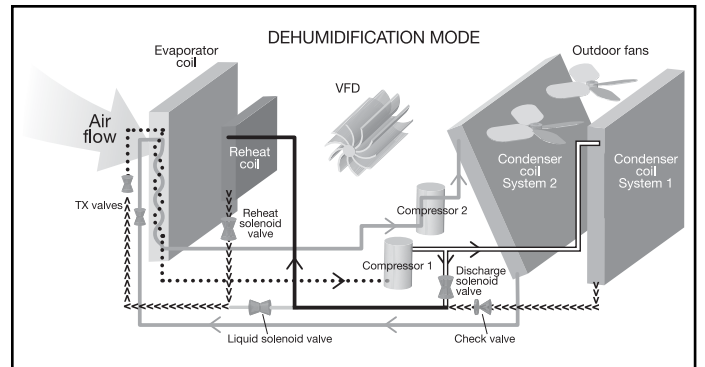 DEHUMIDIFICATION MODE
Evaporator
coil
Outdoor fans
VFD
Air
flow
Reheat
coil
Condenser
coil
System 2
Condenser
coil
System 1
TX valves
Reheat
solenoid
valve
Compressor 2
Compressor 1
Discharge
solenoid
valve
Liquid solenoid valve
Check valve